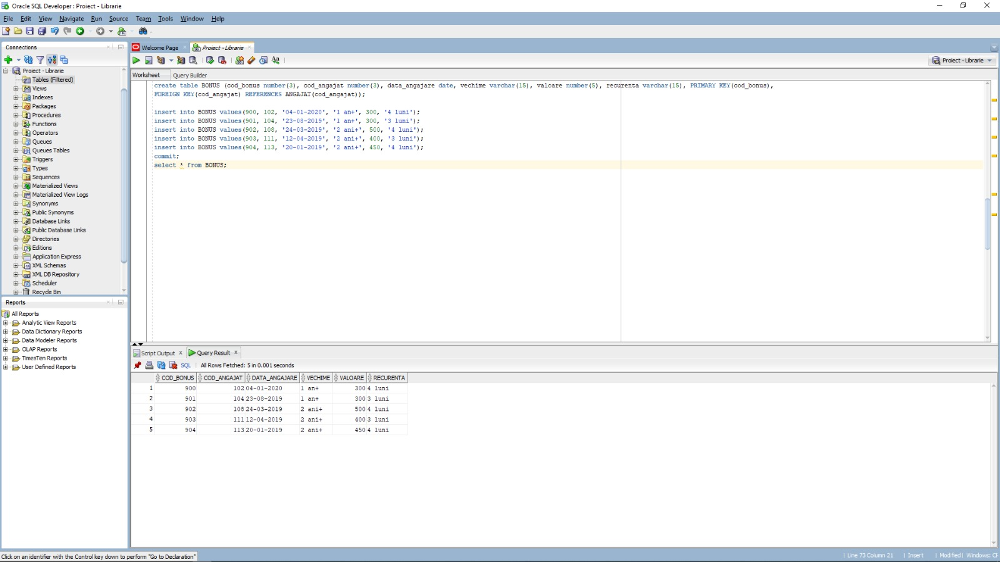 Oracle SQL Developer : Proiect - Librarie
File Edit View Navigate Run Source Team Tools Window Help
Connections
Project - Librarie
Tables (Filtered)
Views
Indexes
Packages
Procedures
Functions
Operators
Queues
Queues Tables
Triggers
Types
Sequences
Materialized Views
Materialized View Logs
Synonyms
Public Synonyms
Database Links
Public Database Links
Directories
Editions
Application Express
XML Schemas
XML DB Repository
Scheduler
Recycle Bin
Reports
All Reports
Analytic View Reports
Data Dictionary Reports
Data Modeler Reports
OLAP Reports
TimesTen Reports
User Defined Reports
Welcome Page Proiect - Librarie
Project - Librarie
Worksheet Query Builder
create table BONUS (cod_bonus number(3), cod_angajat number(3), data_angajare date, vechime varchar(15), valoare number(5), recurenta varchar(15), PRIMARY KEY(cod_bonus),
FOREIGN KEY(cod_angajat) REFERENCES ANGAJAT(cod_angajat));
insert into BONUS values(900, 102, '04-01-2020', '1 an+', 300, '4 luni');
insert into BONUS values(901, 104, '23-08-2019', '1 an+', 300, '3 luni');
insert into BONUS values(902, 108, '24-03-2019', '2 ani+', 500, '4 luni');
insert into BONUS values(903, 111, '12-04-2019', '2 ani+', 400, '3 luni');
insert into BONUS values(904, 113, '20-01-2019', '2 ani+', 450, '4 luni');
commit;
select * from BONUS;
Script Output Query Result
SQL All Rows Fetched: 5 in 0.001 seconds
COD_BONUS COD_ANGAJAT DATA_ANGAJARE VECHIME VALOARE RECURENTA
1 900 102 04-01-2020 1 an+ 300 4 luni
2 901 104 23-08-2019 1 an+ 300 3 luni
3 902 108 24-03-2019 2 ani+ 500 4 luni
4 903 111 12-04-2019 2 ani+ 400 3 luni
5 904 113 20-01-2019 2 ani+ 450 4 luni
Click on an identifier with the Control key down to perform "Go to Declaration"
Line 73 Column 21 Insert Modified Windows: CF